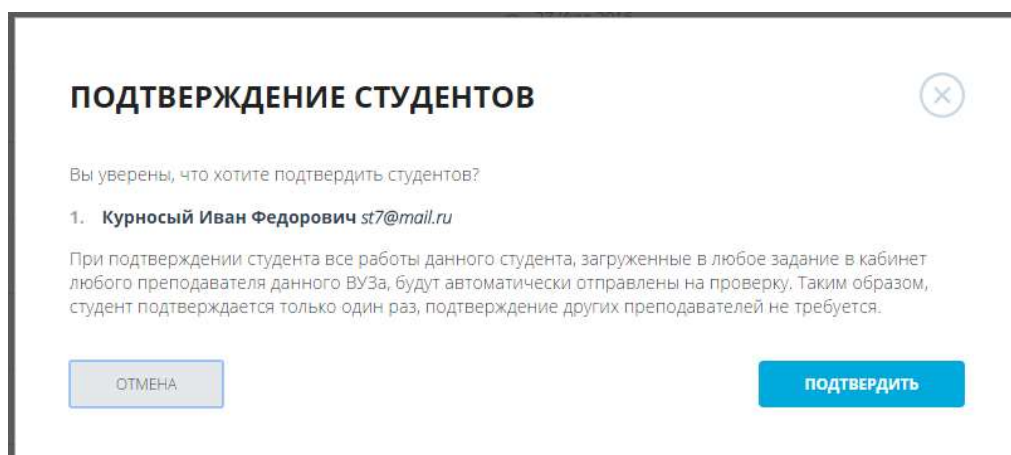 ПОДТВЕРЖДЕНИЕ СТУДЕНТОВ
Вы уверены, что хотите подтвердить студентов?
1. Курносый Иван Федорович st7@mail.ru
При подтверждении студента все работы данного студента, загруженные в любое задание в кабинет
любого преподавателя данного ВУЗа, будут автоматически отправлены на проверку. Таким образом,
студент подтверждается только один раз, подтверждение других преподавателей не требуется.
ОТМЕНА
ПОДТВЕРДИТЬ